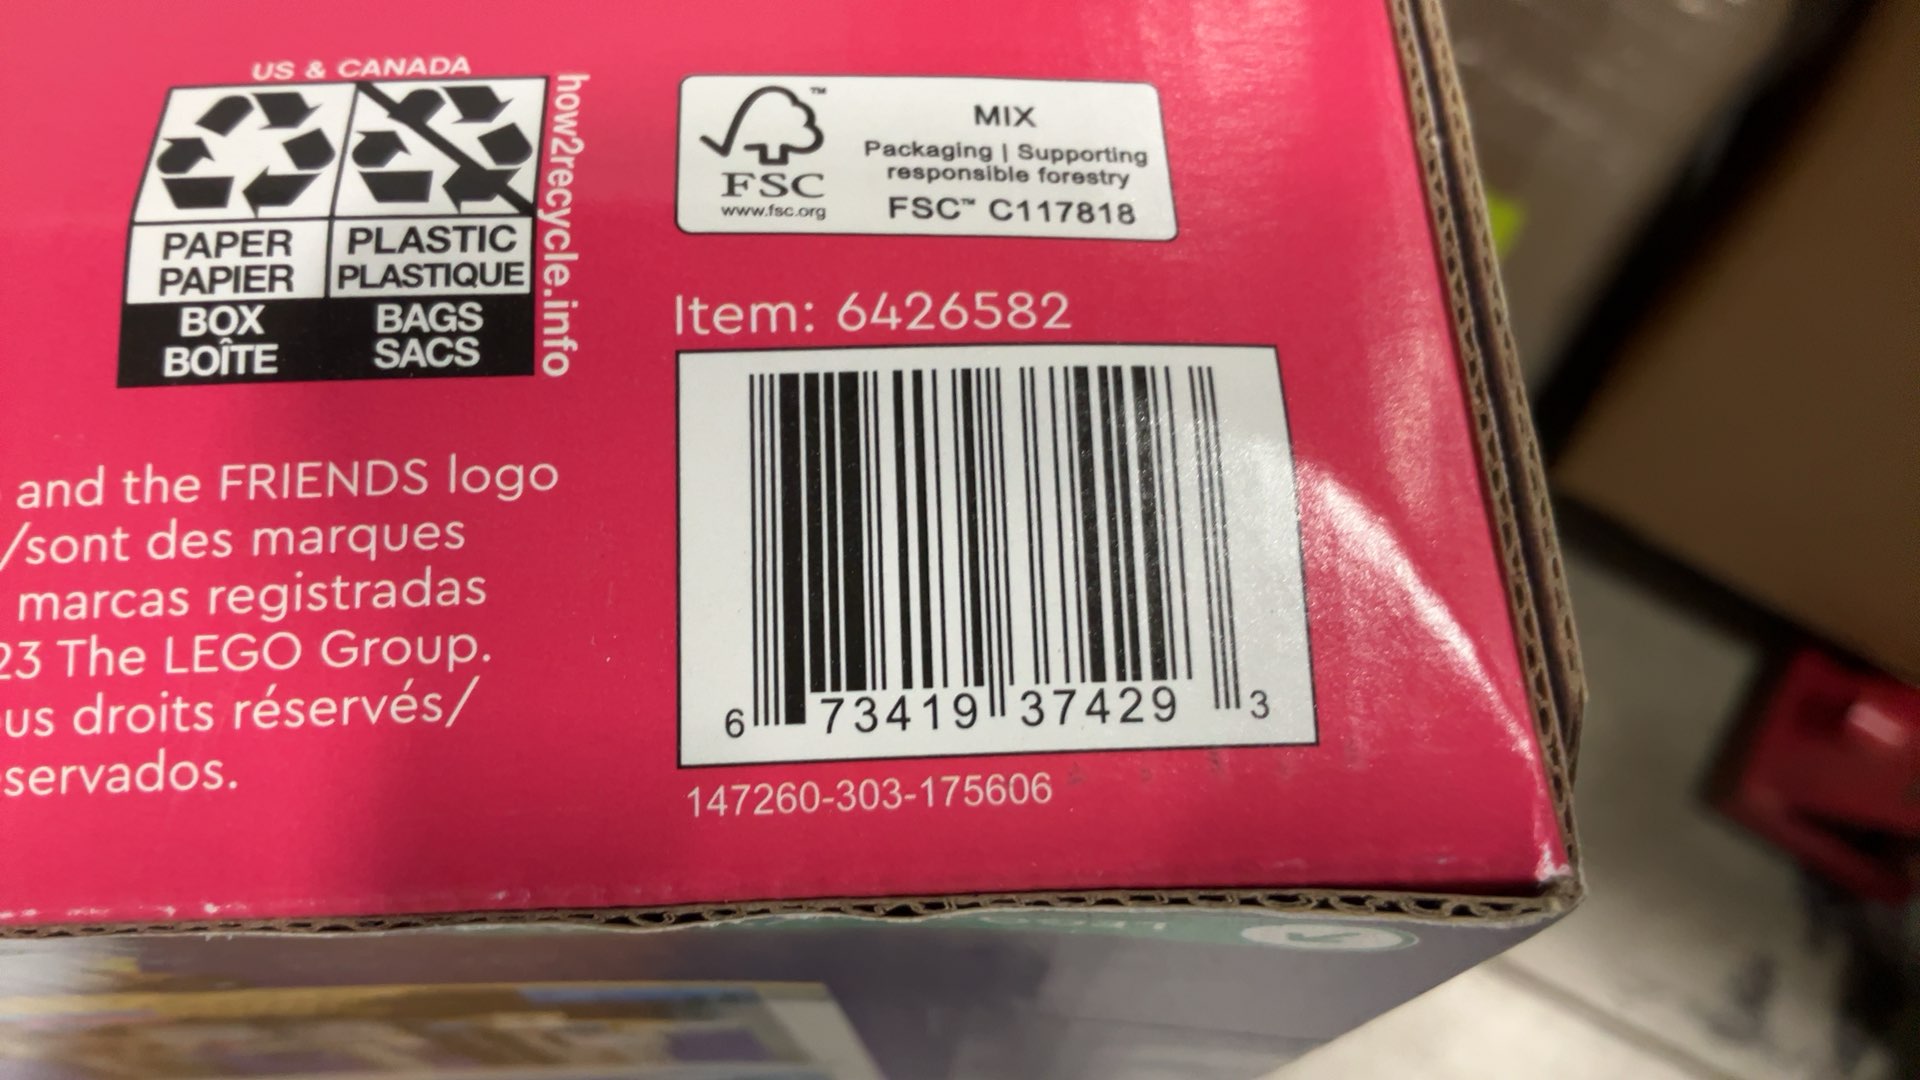 US & CANADA
how2recycle.info
PAPER
PAPIER
BOX
BOÎTE
PLASTIC
PLASTIQUE
BAGS
SACS
™
FSC
www.fsc.org
MIX
Packaging | Supporting
responsible forestry
FSC™ C117818
Item: 6426582
6 73419 37429 3
147260-303-175606
and the FRIENDS logo
/sont des marques
marcas registradas
23 The LEGO Group.
us droits réservés/
servados.